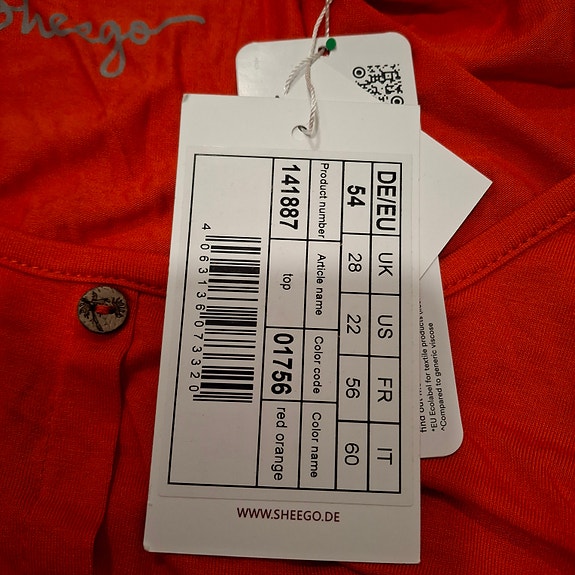 sheego
DE/EU UK US FR IT
54 28 22 56 60
Product number Article name Color code Color name
141887 top 01756 red orange
4063136073320
WWW.SHEEGO.DE
*EU Ecolabel for textile products
^Compared to generic viscose